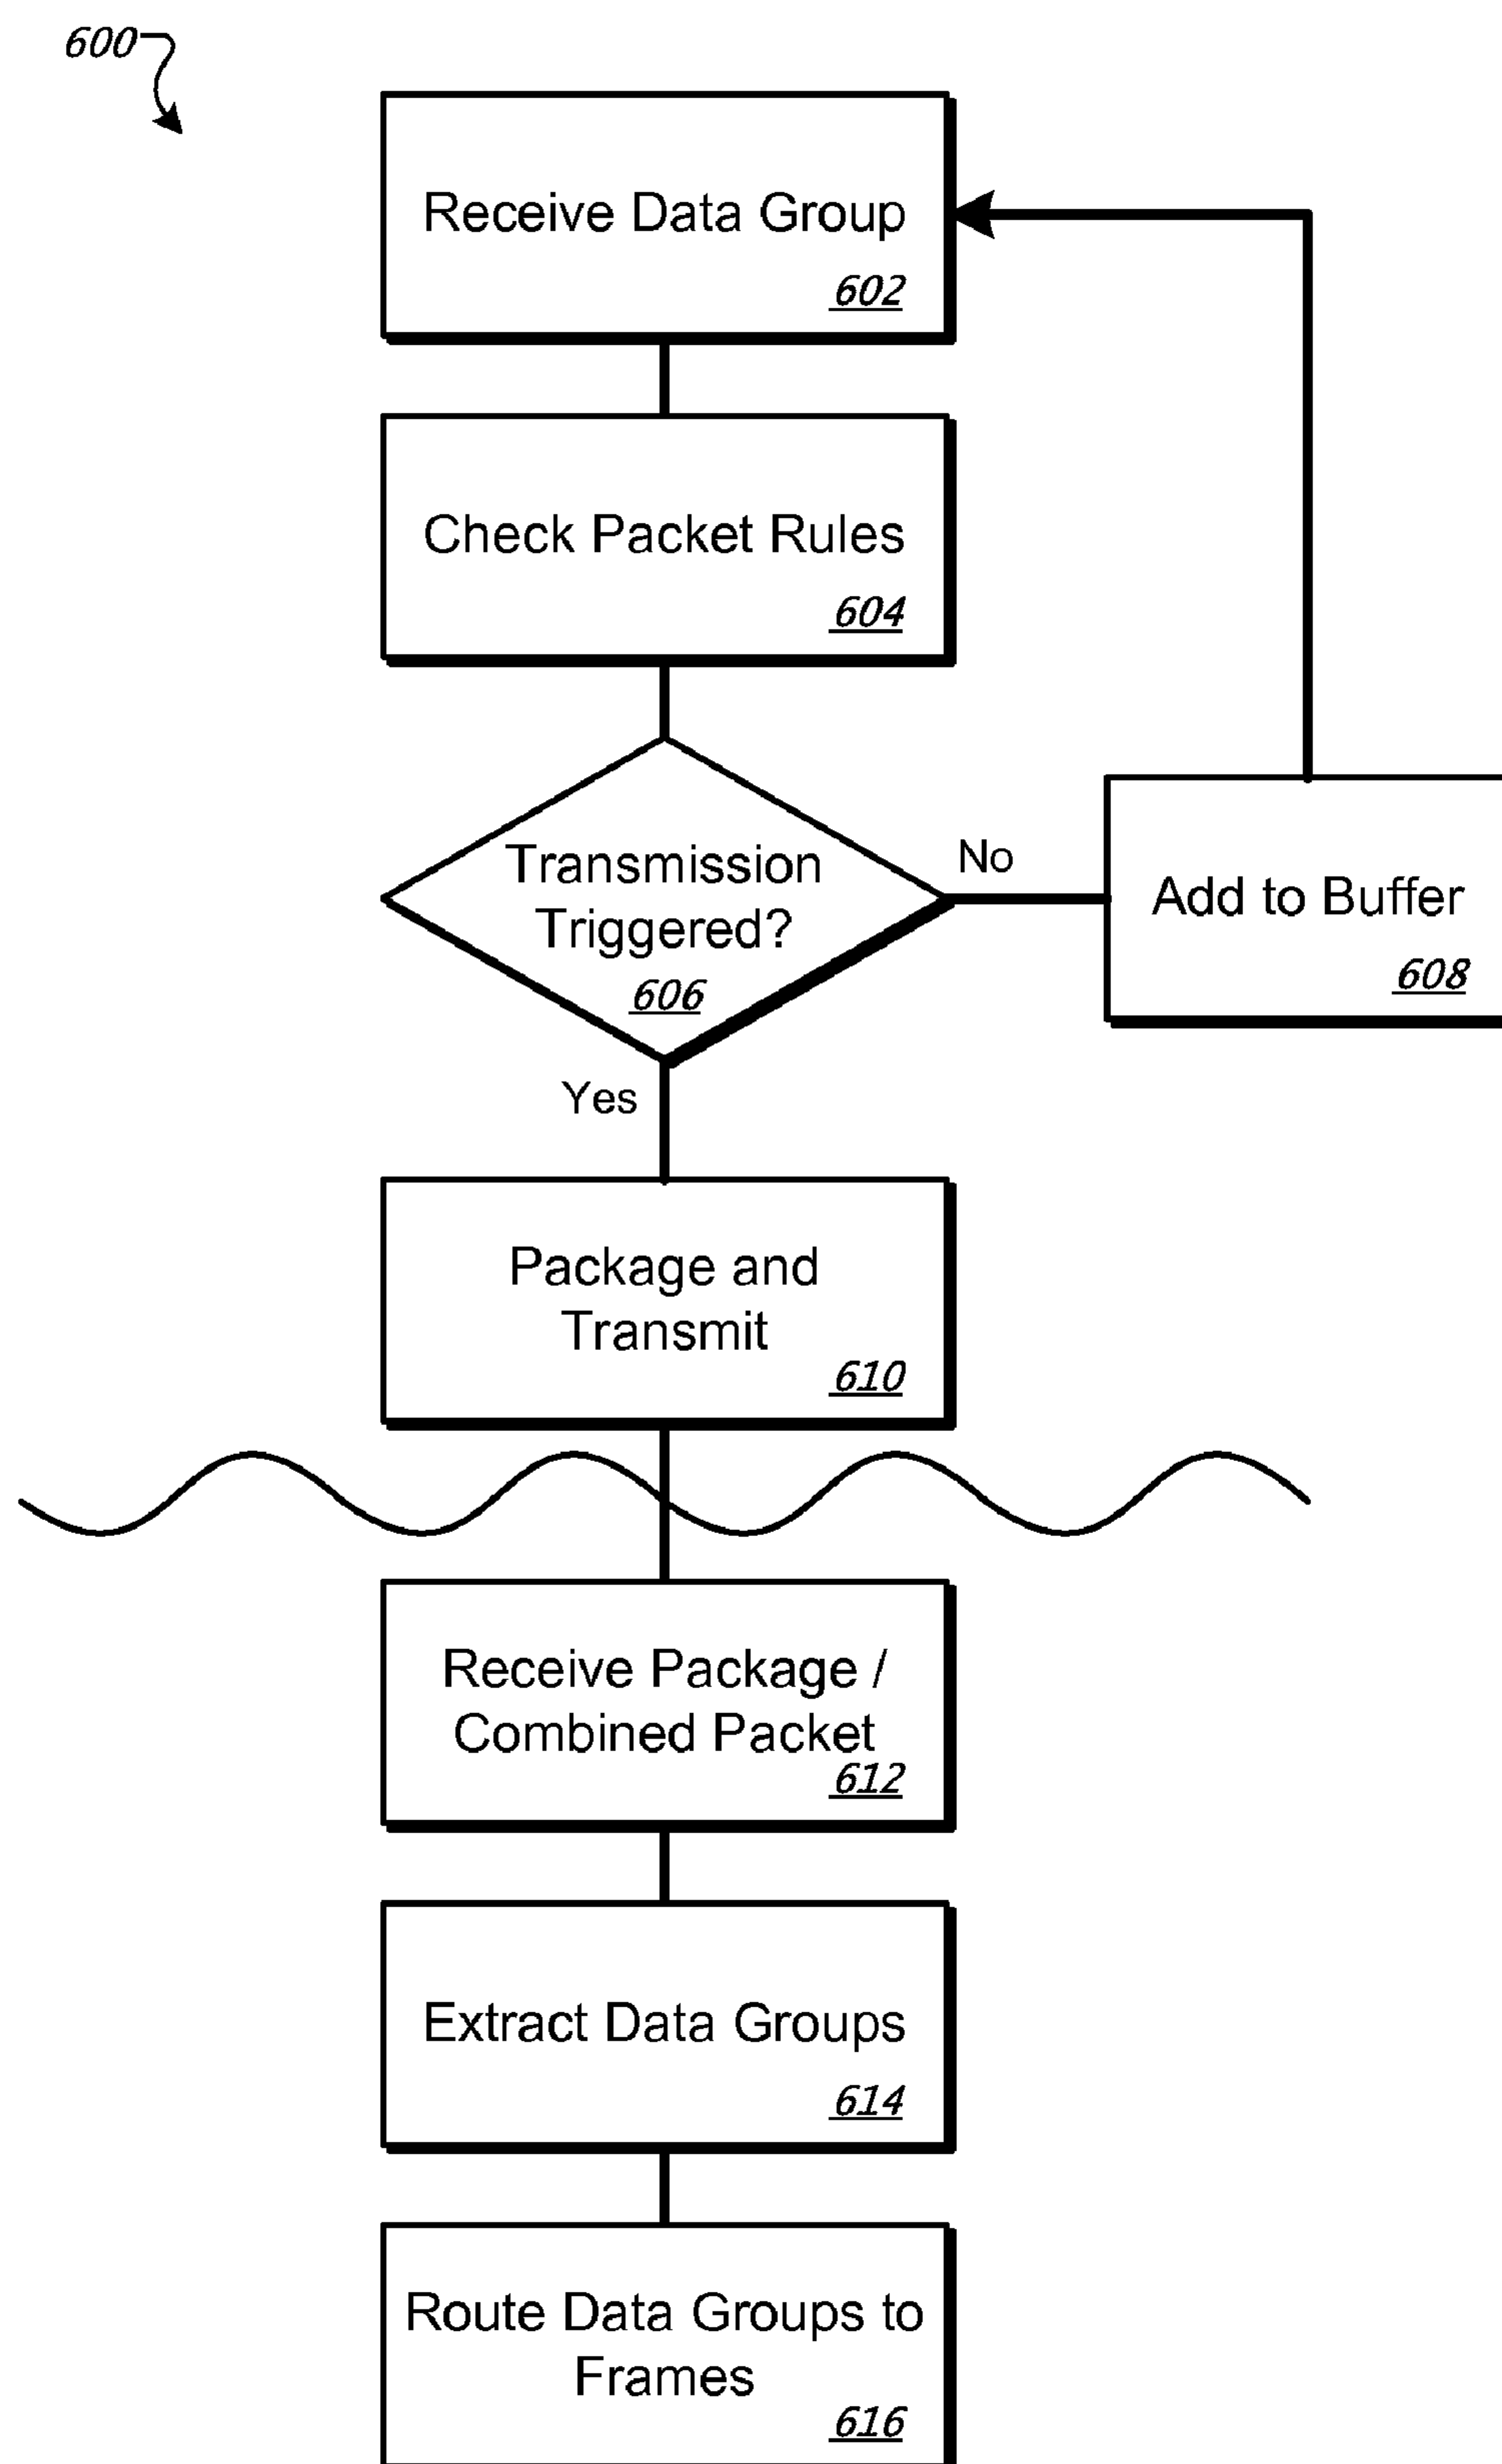 600
Receive Data Group
602
Check Packet Rules
604
Transmission
Triggered?
606
No
Add to Buffer
608
Yes
Package and
Transmit
610
Receive Package /
Combined Packet
612
Extract Data Groups
614
Route Data Groups to
Frames
616